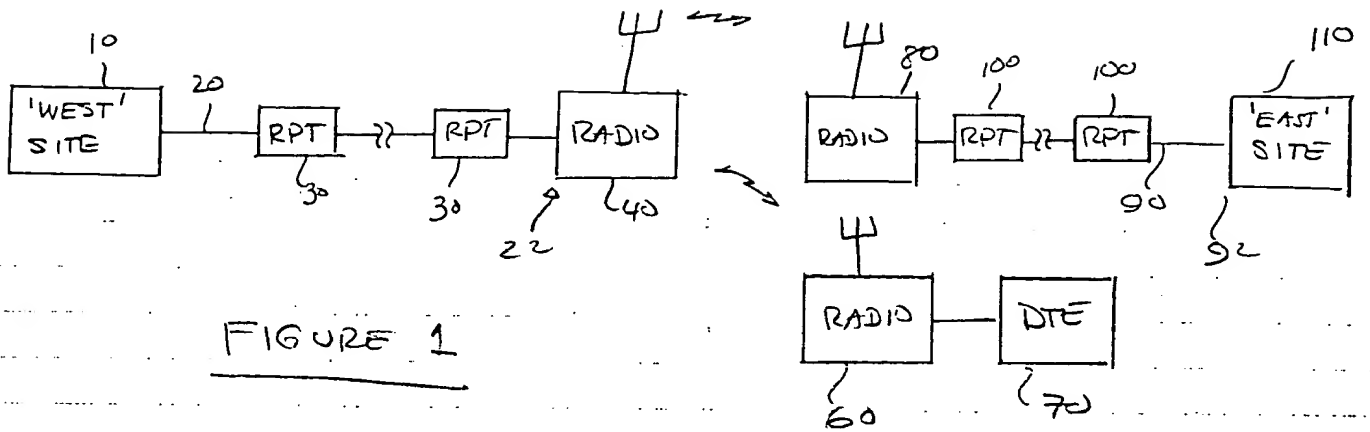 10
20
'WEST' SITE
RPT
RPT
RADIO
30
30
22
40
80
100
100
110
RADIO
RPT
RPT
'EAST' SITE
90
92
RADIO
DTE
60
70
FIGURE 1